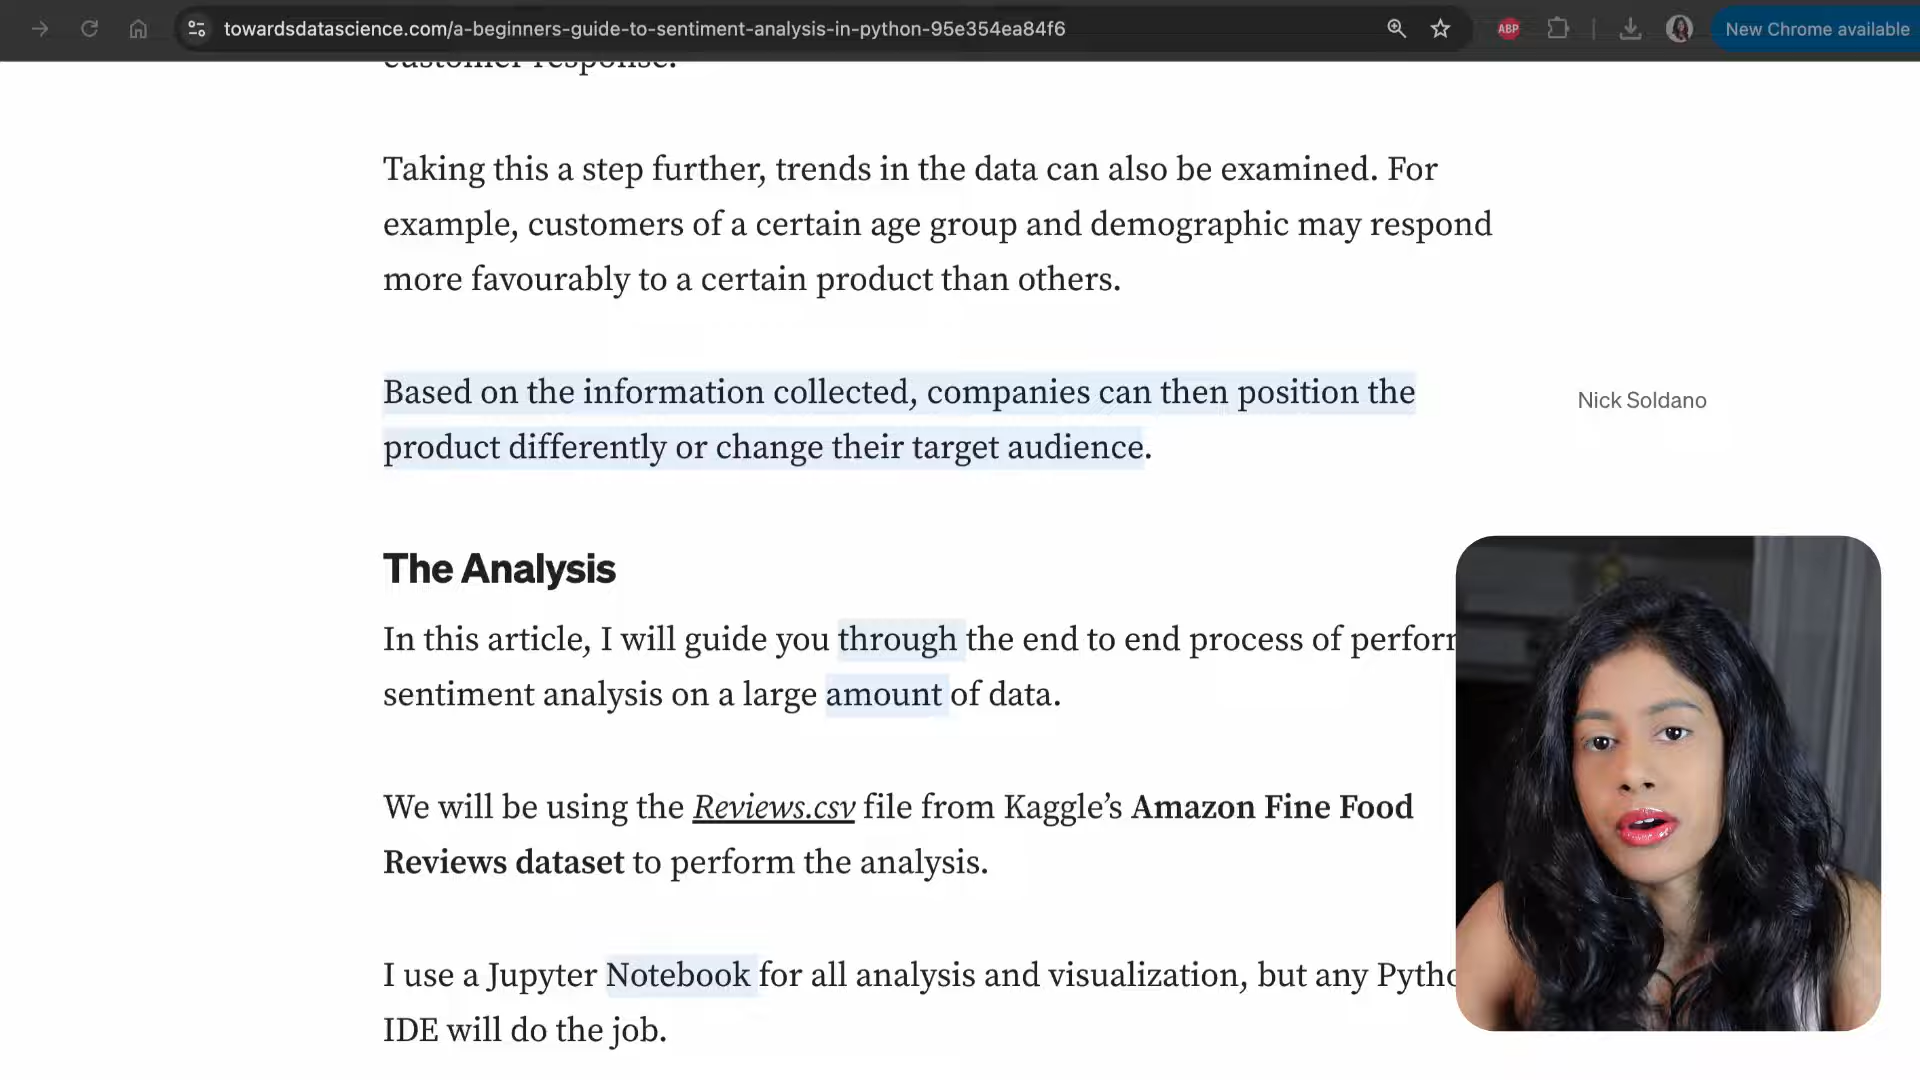 towardsdatascience.com/a-beginners-guide-to-sentiment-analysis-in-python-95e354ea84f6
ABP
New Chrome available
customer response.
Taking this a step further, trends in the data can also be examined. For
example, customers of a certain age group and demographic may respond
more favourably to a certain product than others.
Based on the information collected, companies can then position the
product differently or change their target audience.
Nick Soldano
The Analysis
In this article, I will guide you through the end to end process of perform
sentiment analysis on a large amount of data.
We will be using the Reviews.csv file from Kaggle’s Amazon Fine Food
Reviews dataset to perform the analysis.
I use a Jupyter Notebook for all analysis and visualization, but any Pytho
IDE will do the job.